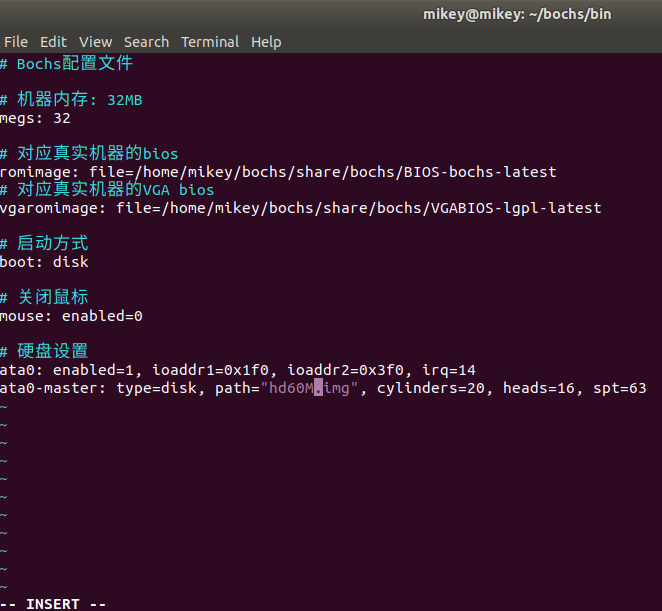 mikey@mikey: ~/bochs/bin
File Edit View Search Terminal Help
# Bochs配置文件
# 机器内存: 32MB
megs: 32
# 对应真实机器的bios
romimage: file=/home/mikey/bochs/share/bochs/BIOS-bochs-latest
# 对应真实机器的VGA bios
vgaromimage: file=/home/mikey/bochs/share/bochs/VGABIOS-lgpl-latest
# 启动方式
boot: disk
# 关闭鼠标
mouse: enabled=0
# 硬盘设置
ata0: enabled=1, ioaddr1=0x1f0, ioaddr2=0x3f0, irq=14
ata0-master: type=disk, path="hd60M.img", cylinders=20, heads=16, spt=63
~
~
~
~
~
~
~
~
~
~
~
-- INSERT --